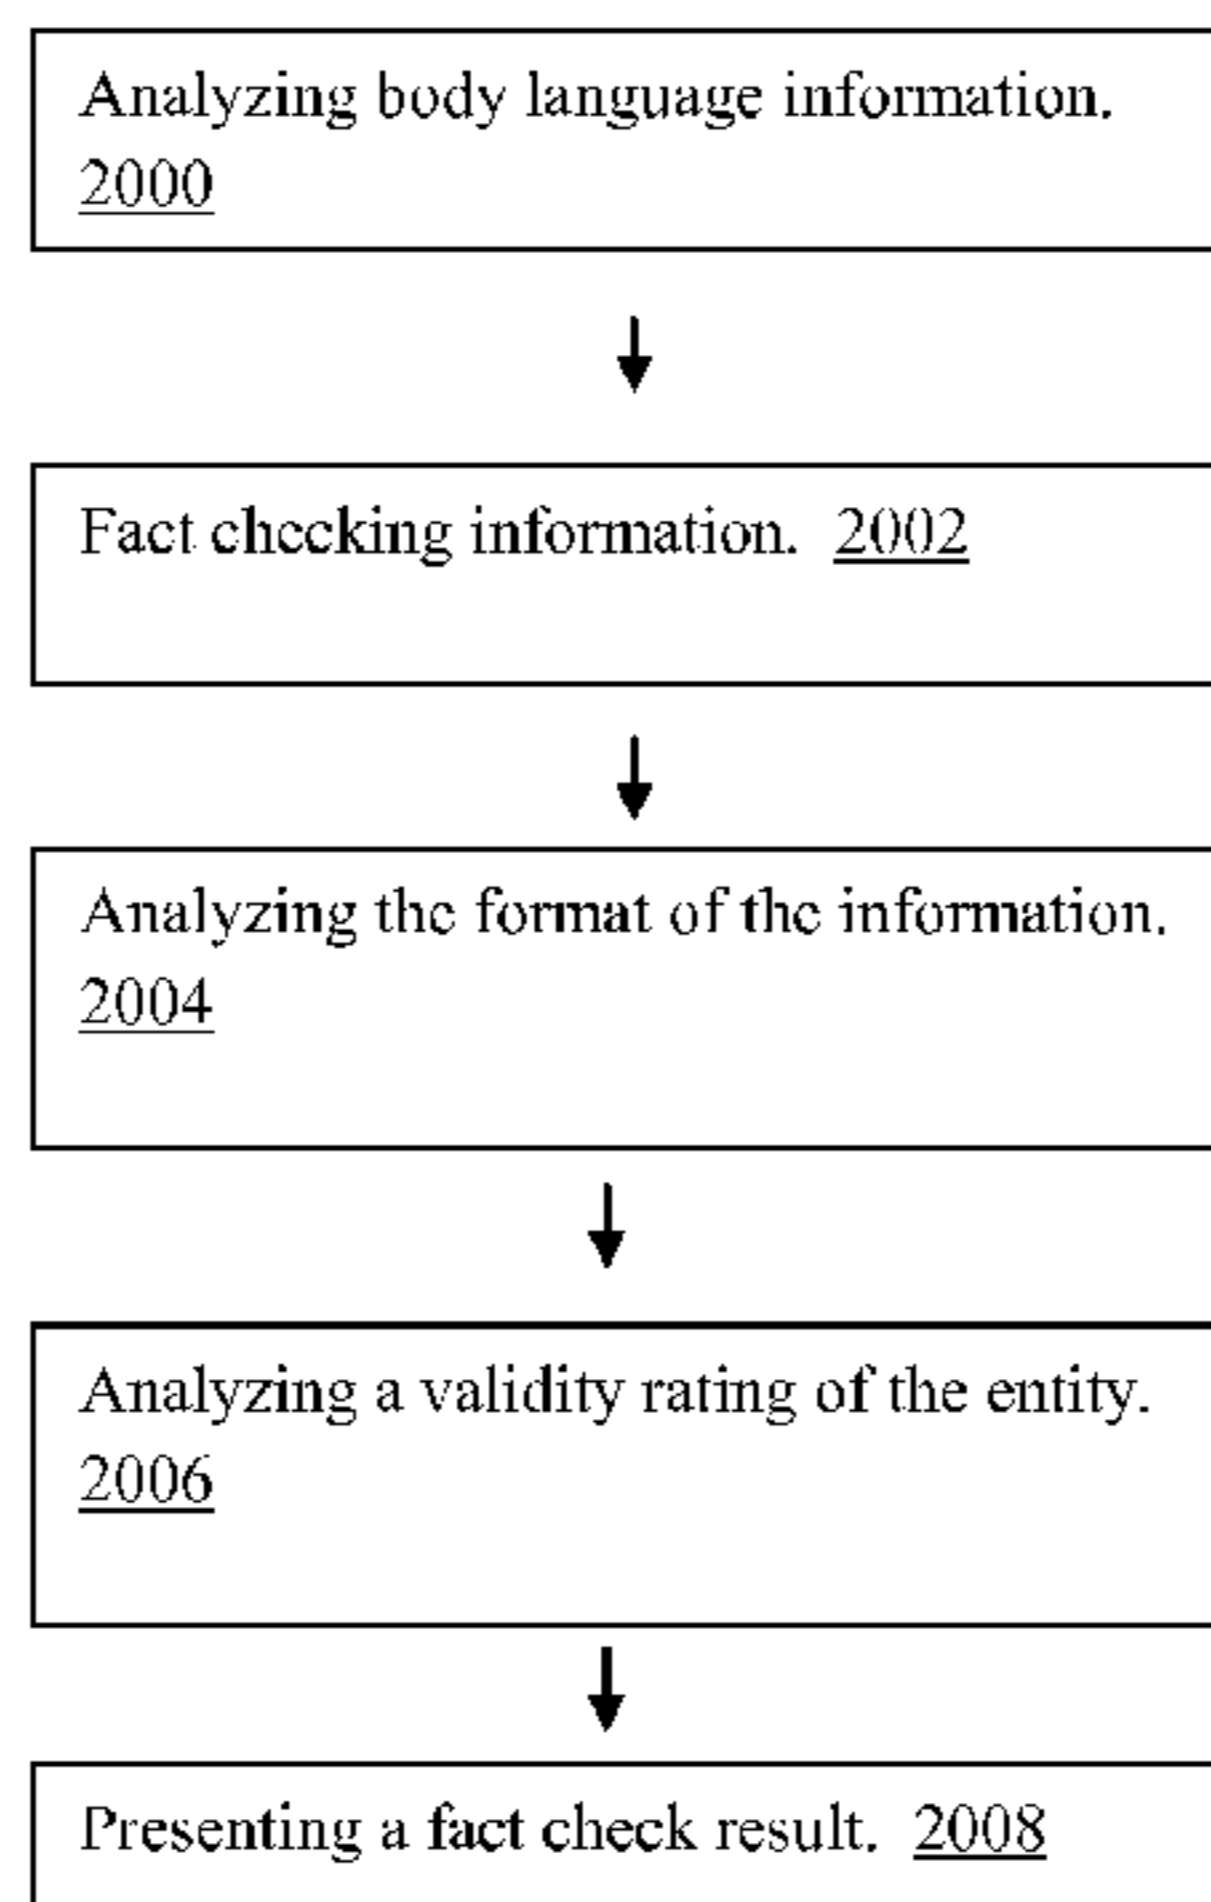 Analyzing body language information.
2000
Fact checking information. 2002
Analyzing the format of the information.
2004
Analyzing a validity rating of the entity.
2006
Presenting a fact check result. 2008